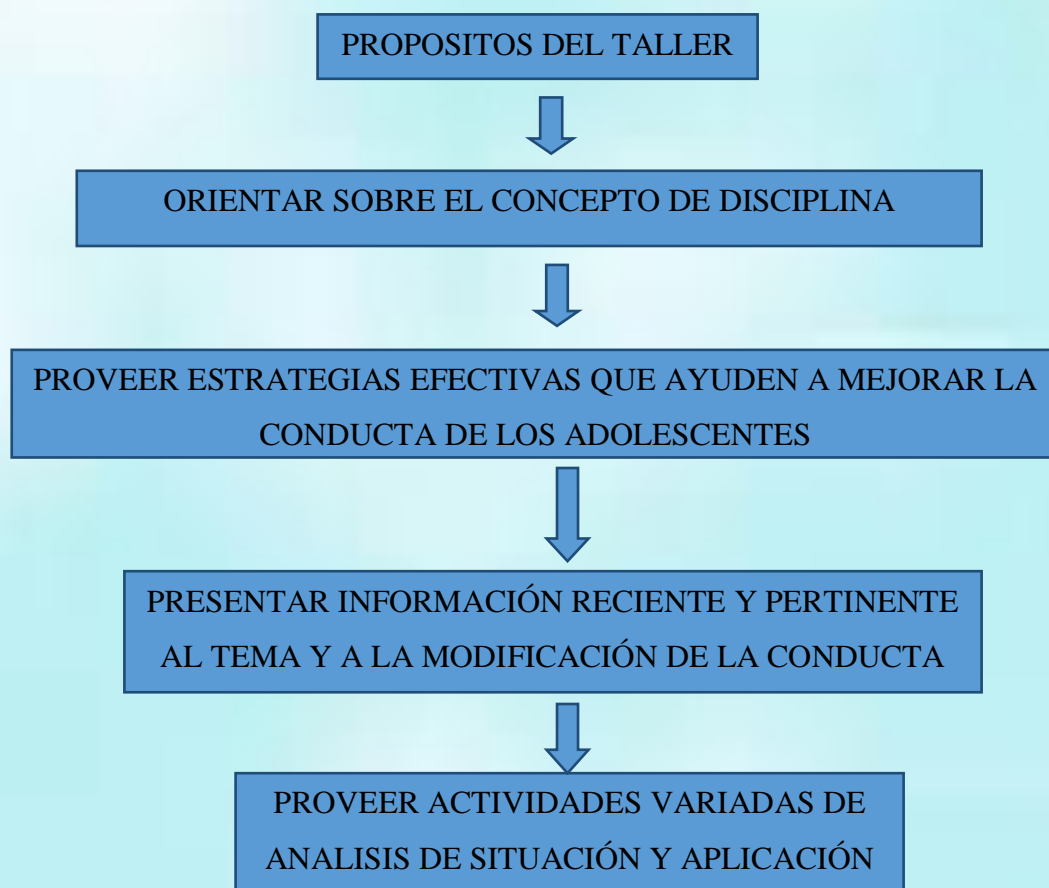 PROPOSITOS DEL TALLER
ORIENTAR SOBRE EL CONCEPTO DE DISCIPLINA
PROVEER ESTRATEGIAS EFECTIVAS QUE AYUDEN A MEJORAR LA
CONDUCTA DE LOS ADOLESCENTES
PRESENTAR INFORMACIÓN RECIENTE Y PERTINENTE
AL TEMA Y A LA MODIFICACIÓN DE LA CONDUCTA
PROVEER ACTIVIDADES VARIADAS DE
ANALISIS DE SITUACIÓN Y APLICACIÓN